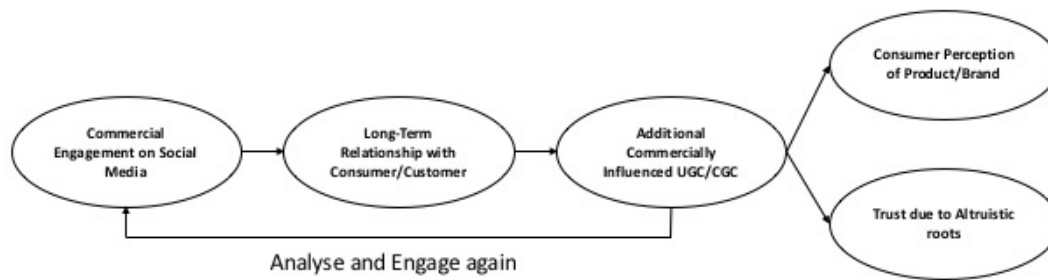 Commercial
Engagement on Social
Media
Long-Term
Relationship with
Consumer/Customer
Additional
Commercially
Influenced UGC/CGC
Consumer Perception
of Product/Brand
Trust due to Altruistic
roots
Analyse and Engage again